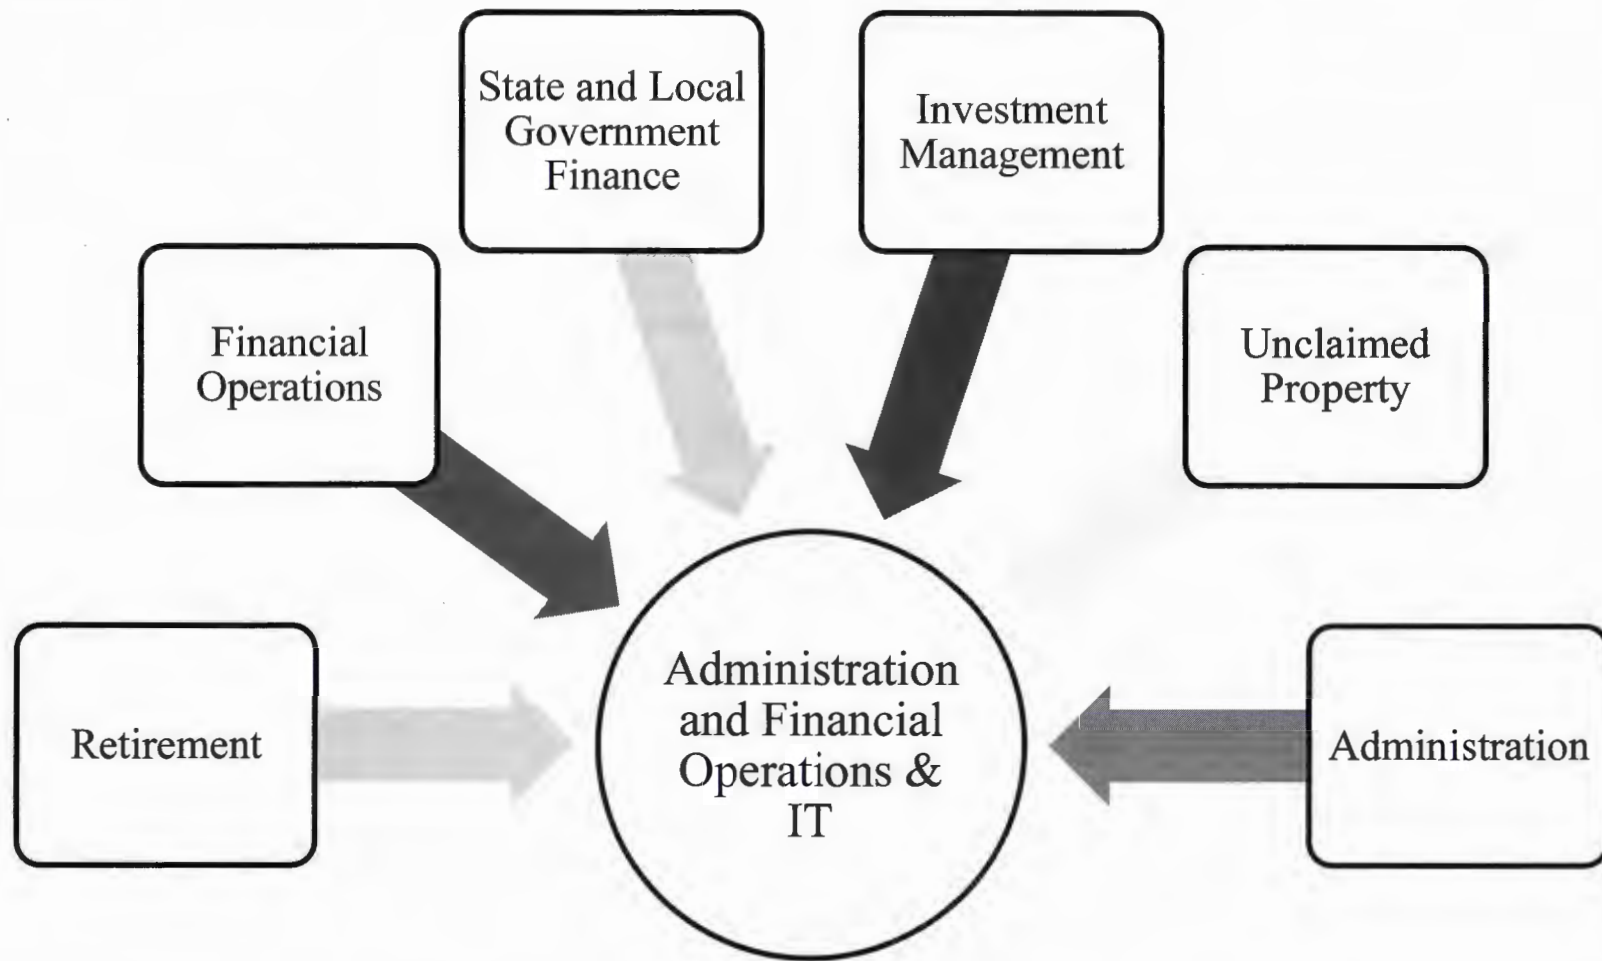 State and Local
Government
Finance
Investment
Management
Financial
Operations
Unclaimed
Property
Retirement
Administration
and Financial
Operations &
IT
Administration